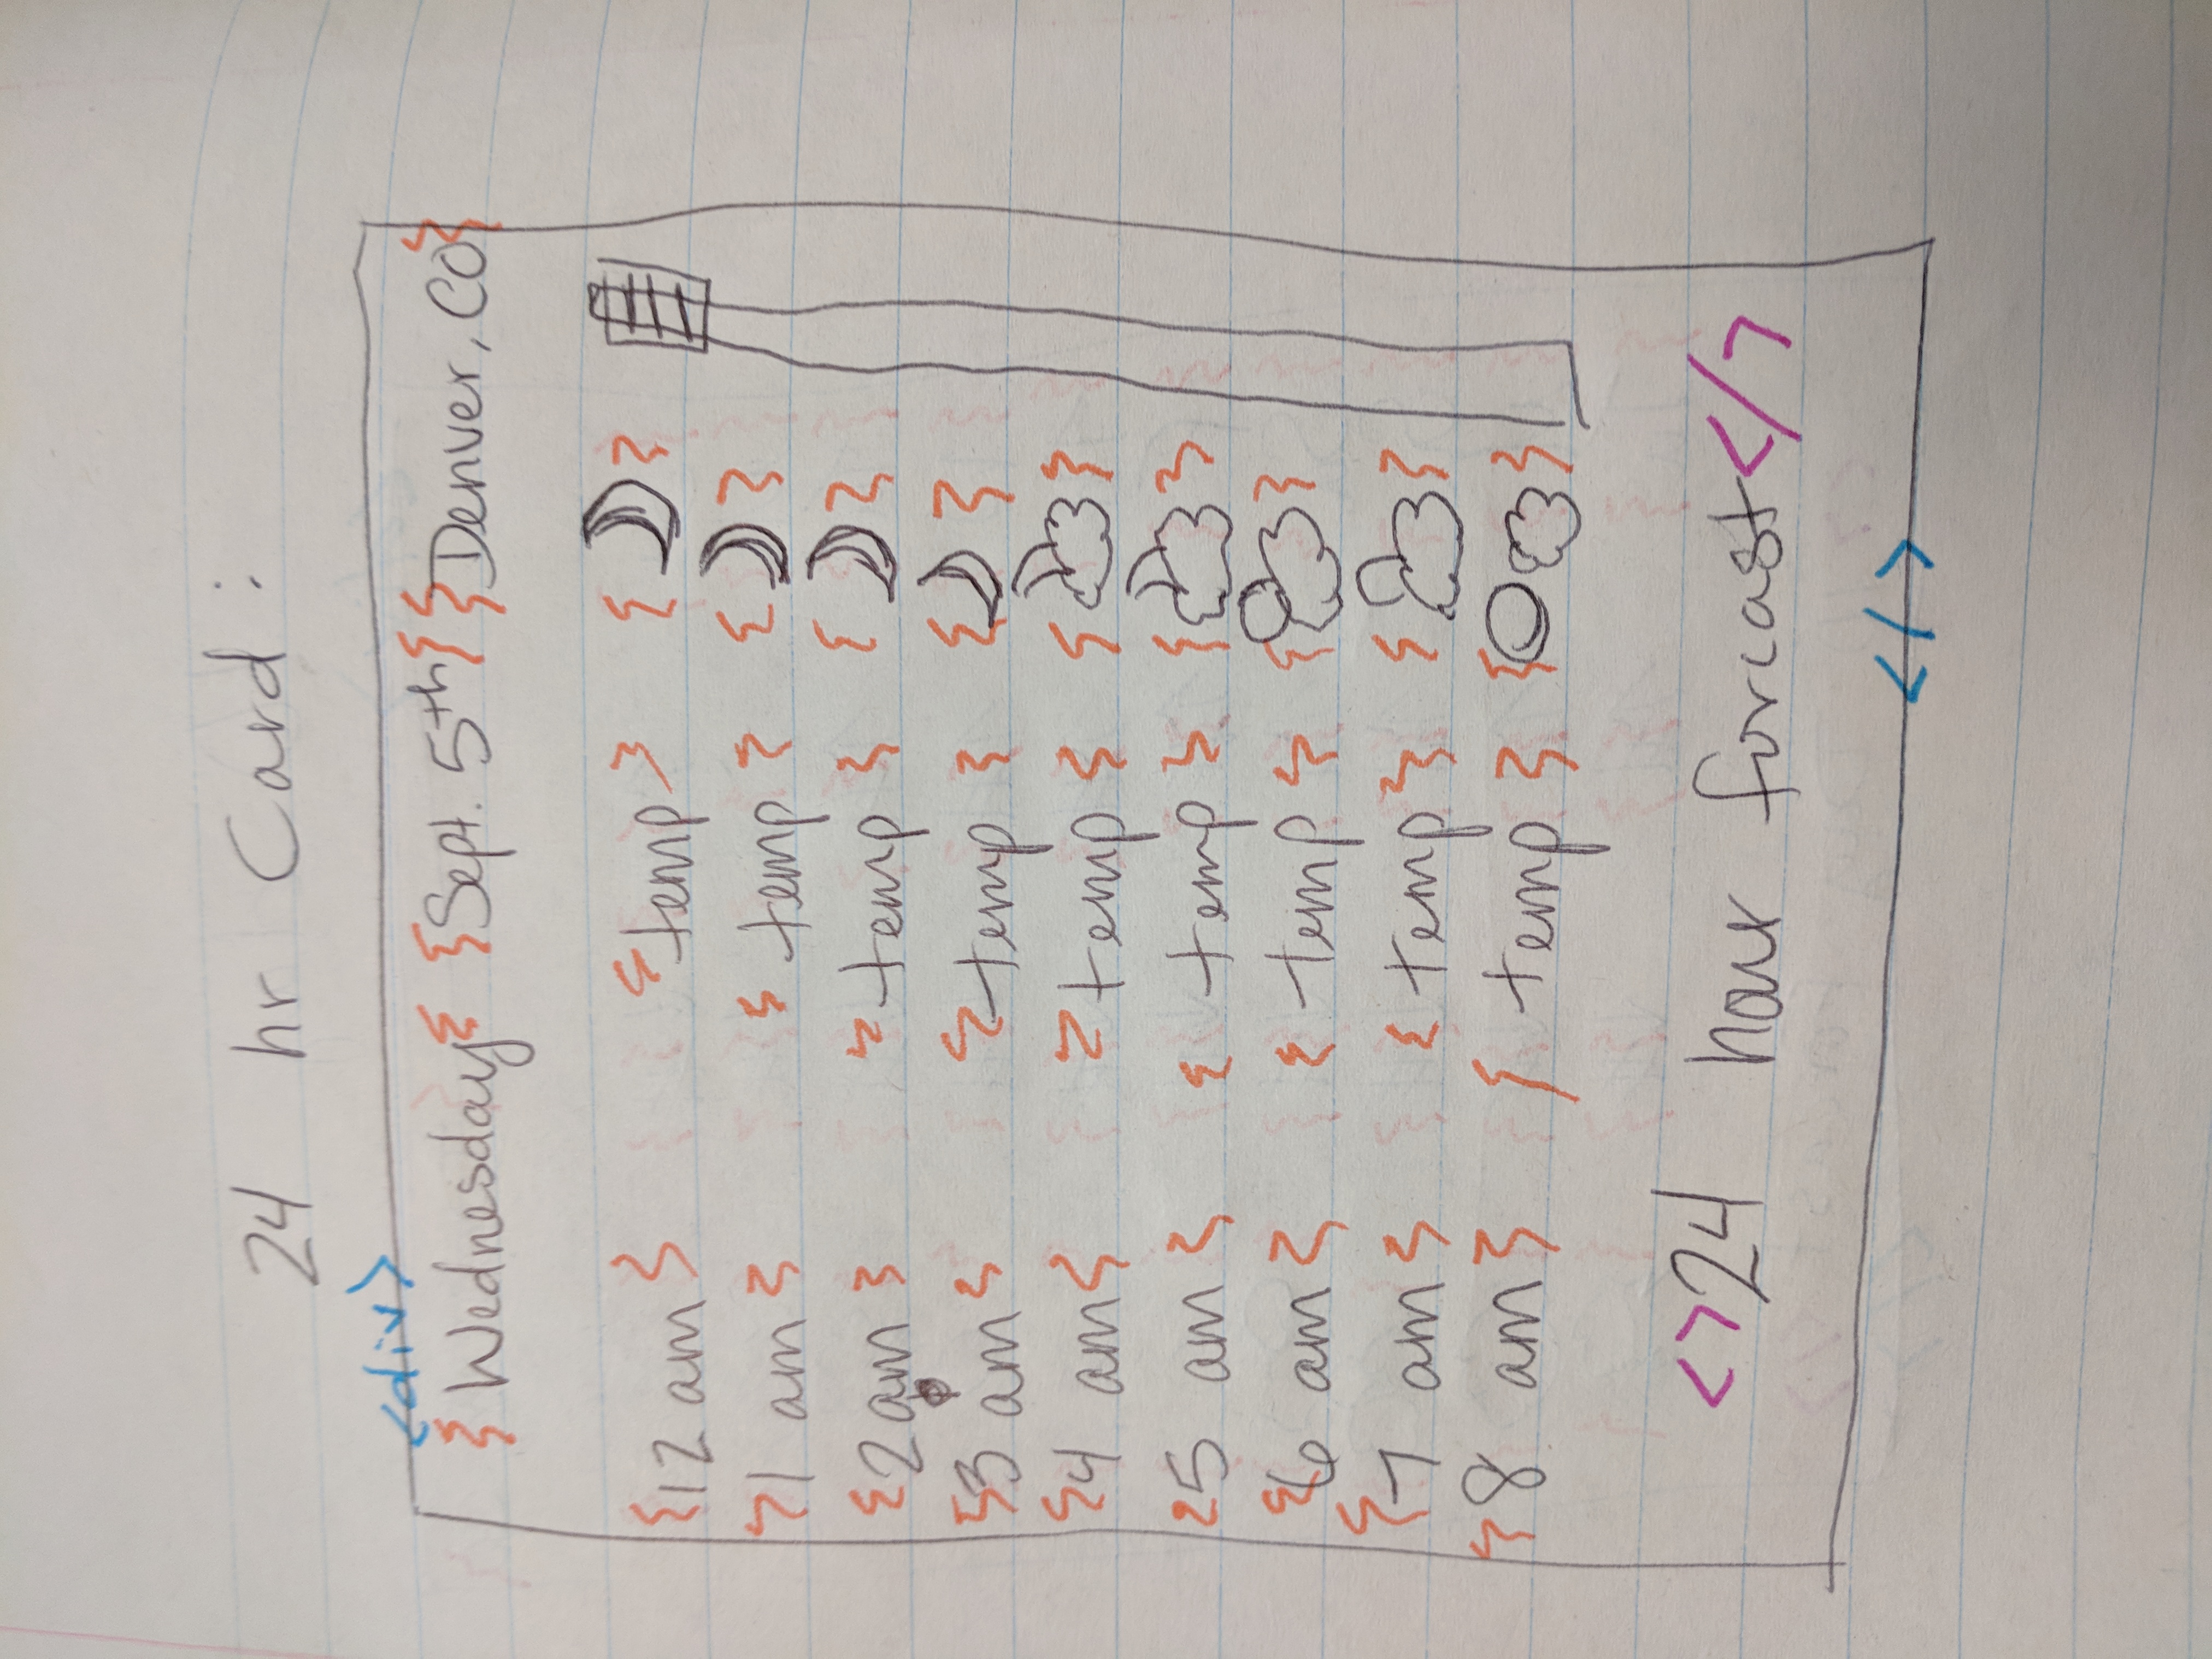 24 hr Card :
<div>
{Wednesday} {Sept. 5th} {Denver, CO}
{12 am} {temp} { }
{1 am} {temp} { }
{2 am} {temp} { }
{3 am} {temp} { }
{4 am} {temp} { }
{5 am} {temp} { }
{6 am} {temp} { }
{7 am} {temp} { }
{8 am} {temp} { }
<>24 hour forcast</>
</>